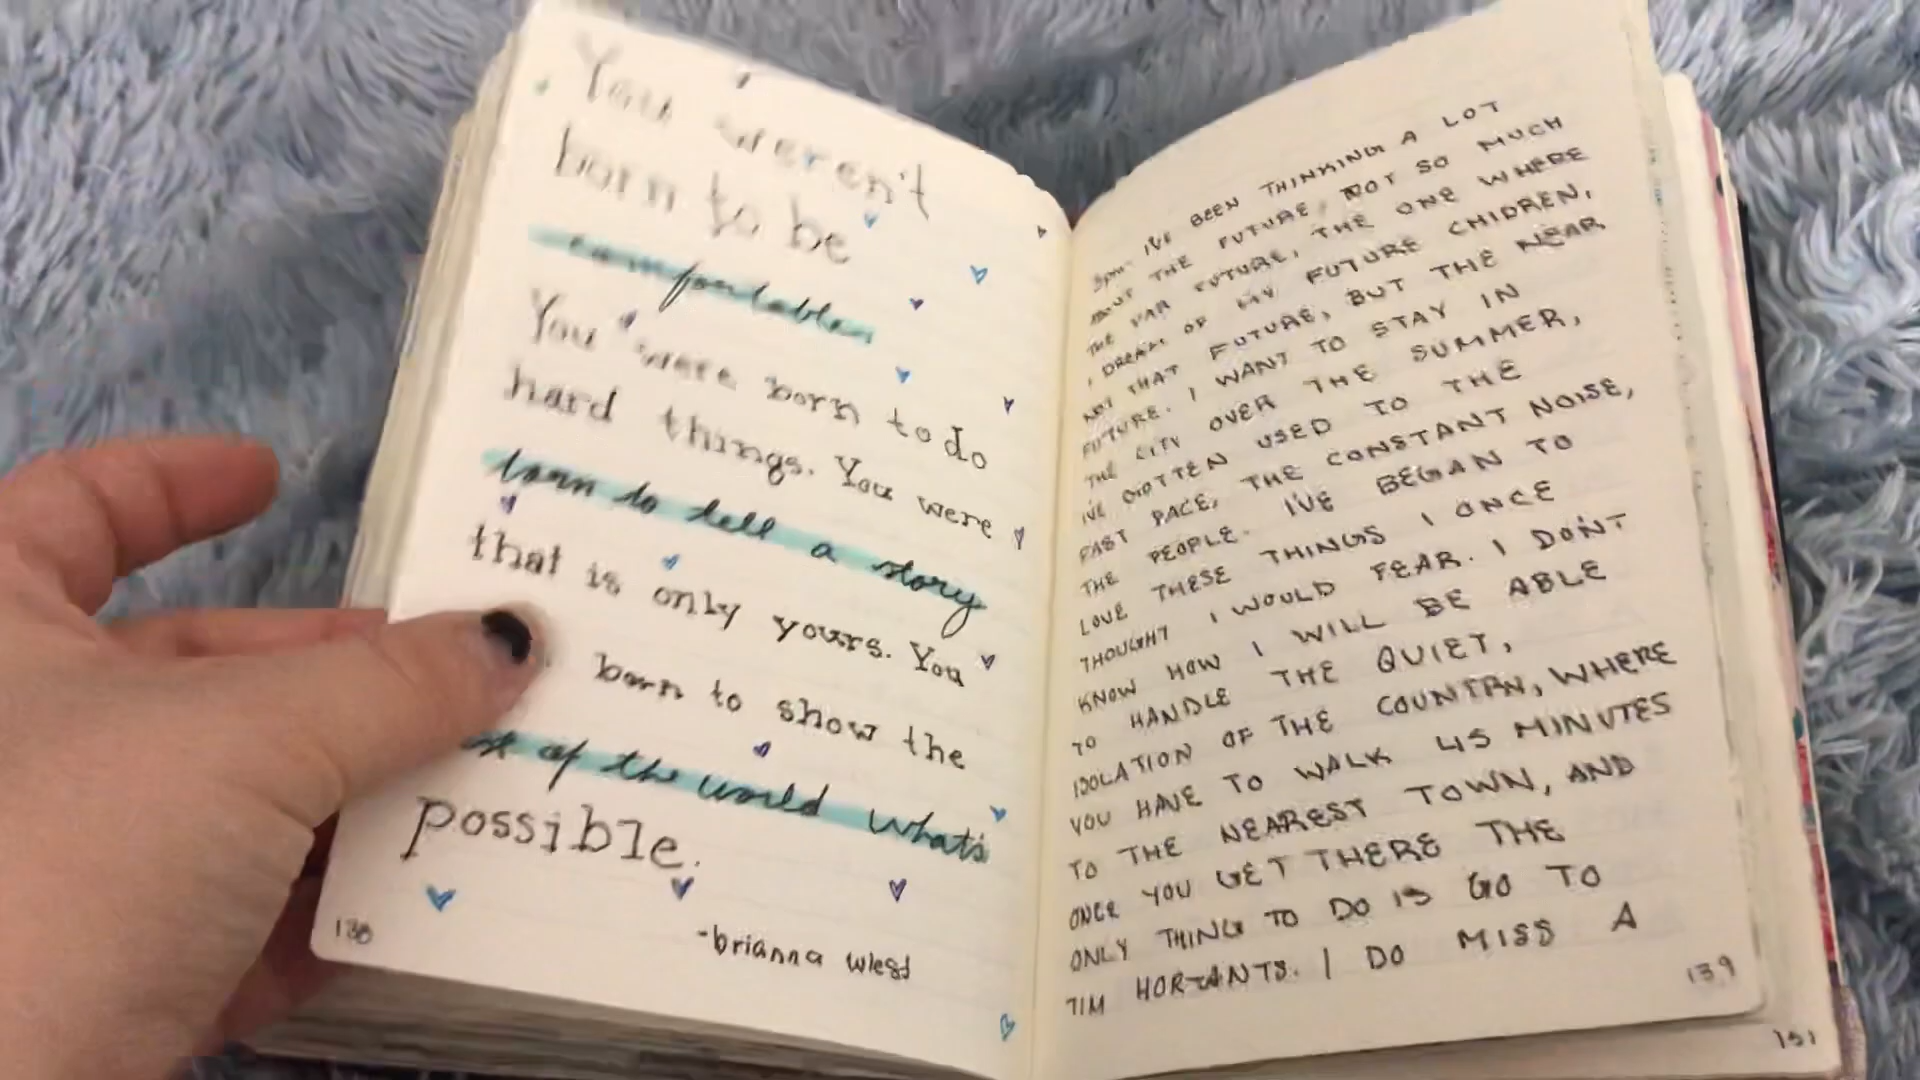 You weren't
born to be
comfortable.
You were born to do
hard things. You were
born to tell a story
that is only yours. You
born to show the
of the world what's
possible.
-brianna wiest
138
3pm- I'VE BEEN THINKING A LOT
ABOUT THE FUTURE, NOT SO MUCH
THE FAR FUTURE, THE ONE WHERE
I DREAM OF MY FUTURE CHIDREN,
NOT THAT FUTURE, BUT THE NEAR
FUTURE. I WANT TO STAY IN
THE CITY OVER THE SUMMER,
I'VE GOTTEN USED TO THE
FAST PACE, THE CONSTANT NOISE,
THE PEOPLE. I'VE BEGAN TO
LOVE THESE THINGS I ONCE
THOUGHT I WOULD FEAR. I DON'T
KNOW HOW I WILL BE ABLE
TO HANDLE THE QUIET,
ISOLATION OF THE COUNTRY, WHERE
YOU HAVE TO WALK 45 MINUTES
TO THE NEAREST TOWN, AND
ONCE YOU GET THERE THE
ONLY THING TO DO IS GO TO
TIM HORTANTS. I DO MISS A
139
151